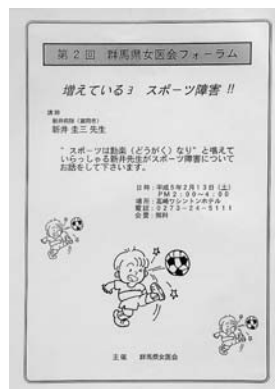 第2回 群馬県女医会フォーラム
増えているヨ スポーツ障害 !!
講師
新井病院 (顧問き)
新井 圭三 先生
“ スポーツは動楽 (どうがく) なり” と唱えて
いらっしゃる新井先生がスポーツ障害について
お話をして下さいます。
日時:平成5年2月13日 (土)
PM2:00~4:00
場所:高崎ワシントンホテル
電話:0273-24-5111
会費:無料
主催 群馬県女医会